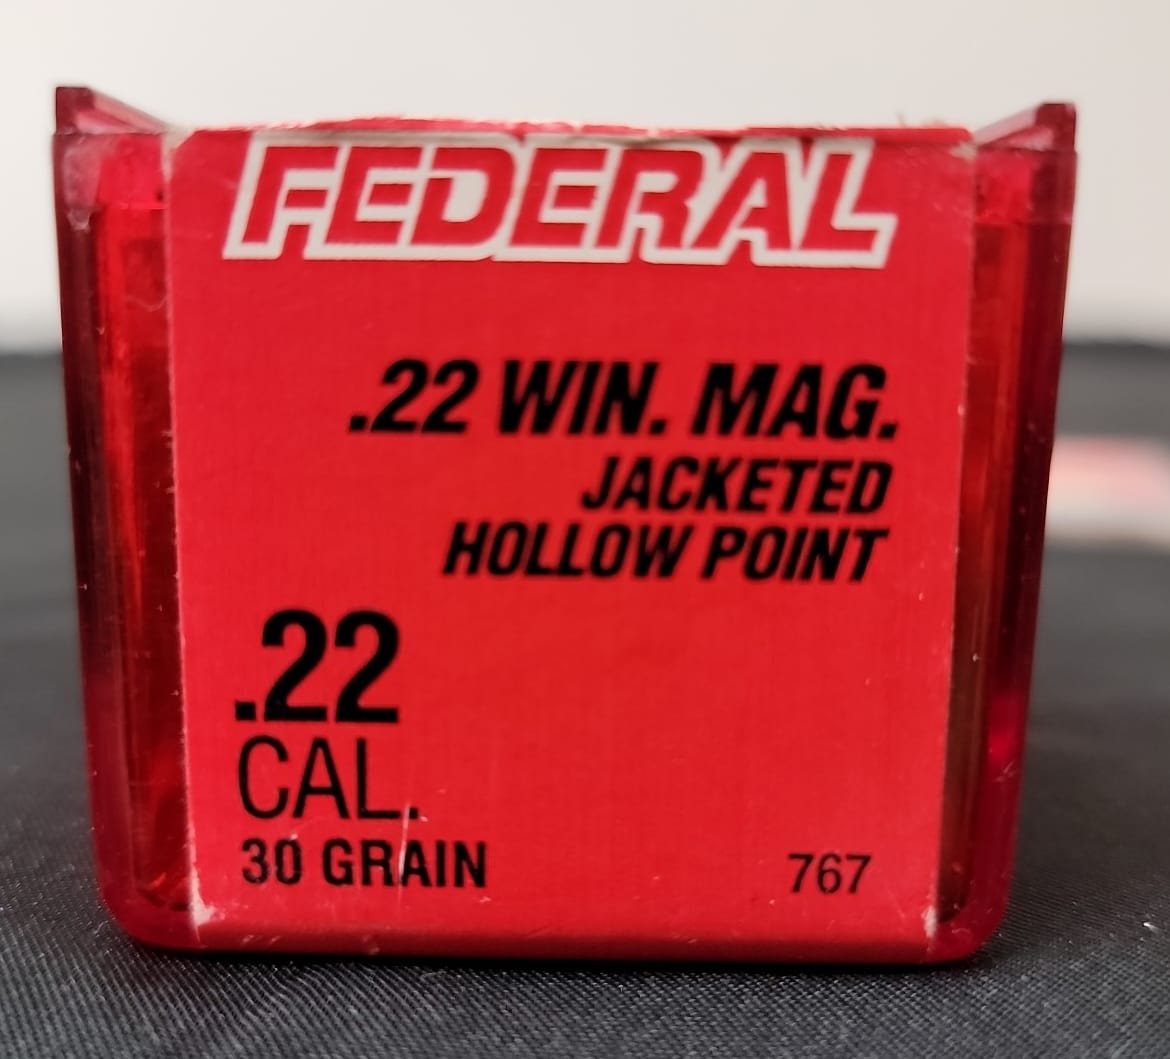 FEDERAL
.22 WIN. MAG.
JACKETED
HOLLOW POINT
.22
CAL.
30 GRAIN
767